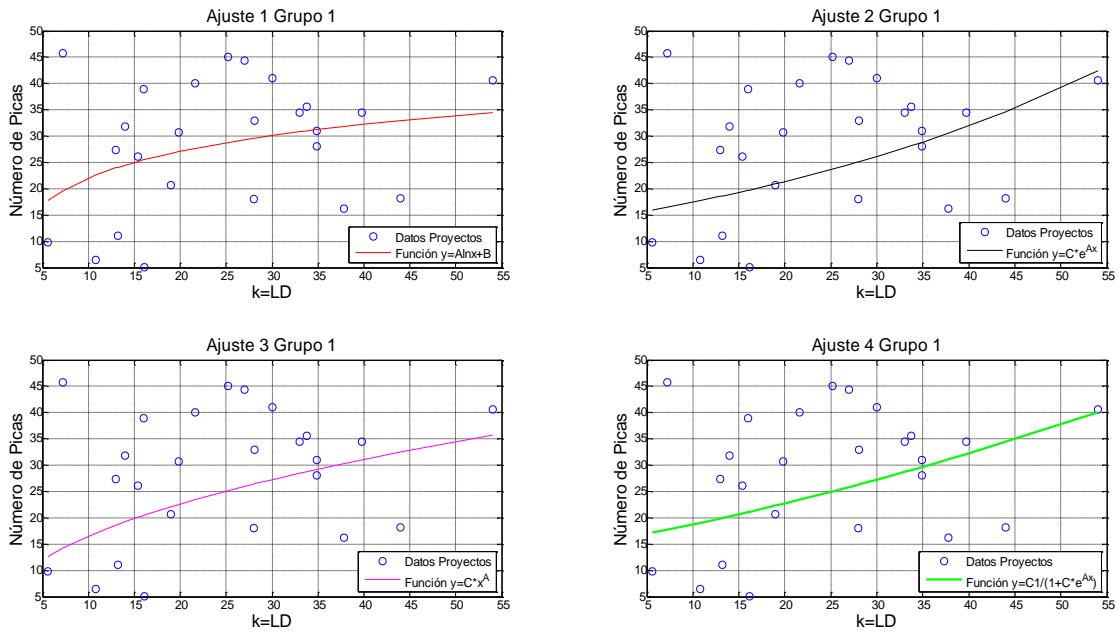 Ajuste 1 Grupo 1
50
45
40
35
30
25
20
15
10
5
Número de Picas
5 10 15 20 25 30 35 40 45 50 55
k=LD
Datos Proyectos
Función y=Alnx+B
Ajuste 2 Grupo 1
50
45
40
35
30
25
20
15
10
5
Número de Picas
5 10 15 20 25 30 35 40 45 50 55
k=LD
Datos Proyectos
Función y=C*e^Ax
Ajuste 3 Grupo 1
50
45
40
35
30
25
20
15
10
5
Número de Picas
5 10 15 20 25 30 35 40 45 50 55
k=LD
Datos Proyectos
Función y=C*x^A
Ajuste 4 Grupo 1
50
45
40
35
30
25
20
15
10
5
Número de Picas
5 10 15 20 25 30 35 40 45 50 55
k=LD
Datos Proyectos
Función y=C1/(1+C*e^Ax)